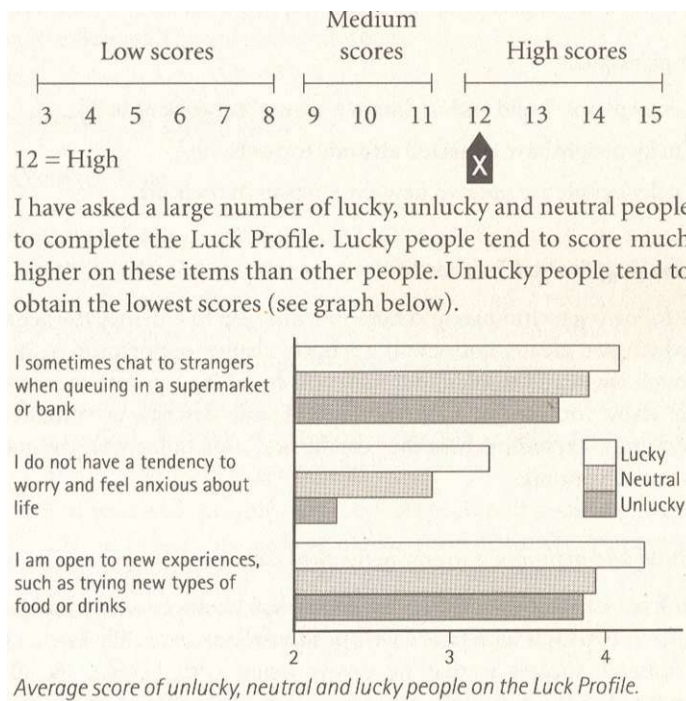 Medium
Low scores scores High scores
3 4 5 6 7 8 9 10 11 12 13 14 15
12 = High X
I have asked a large number of lucky, unlucky and neutral people
to complete the Luck Profile. Lucky people tend to score much
higher on these items than other people. Unlucky people tend to
obtain the lowest scores (see graph below).
I sometimes chat to strangers
when queuing in a supermarket
or bank
I do not have a tendency to
worry and feel anxious about
life
Lucky
Neutral
Unlucky
I am open to new experiences,
such as trying new types of
food or drinks
2 3 4
Average score of unlucky, neutral and lucky people on the Luck Profile.